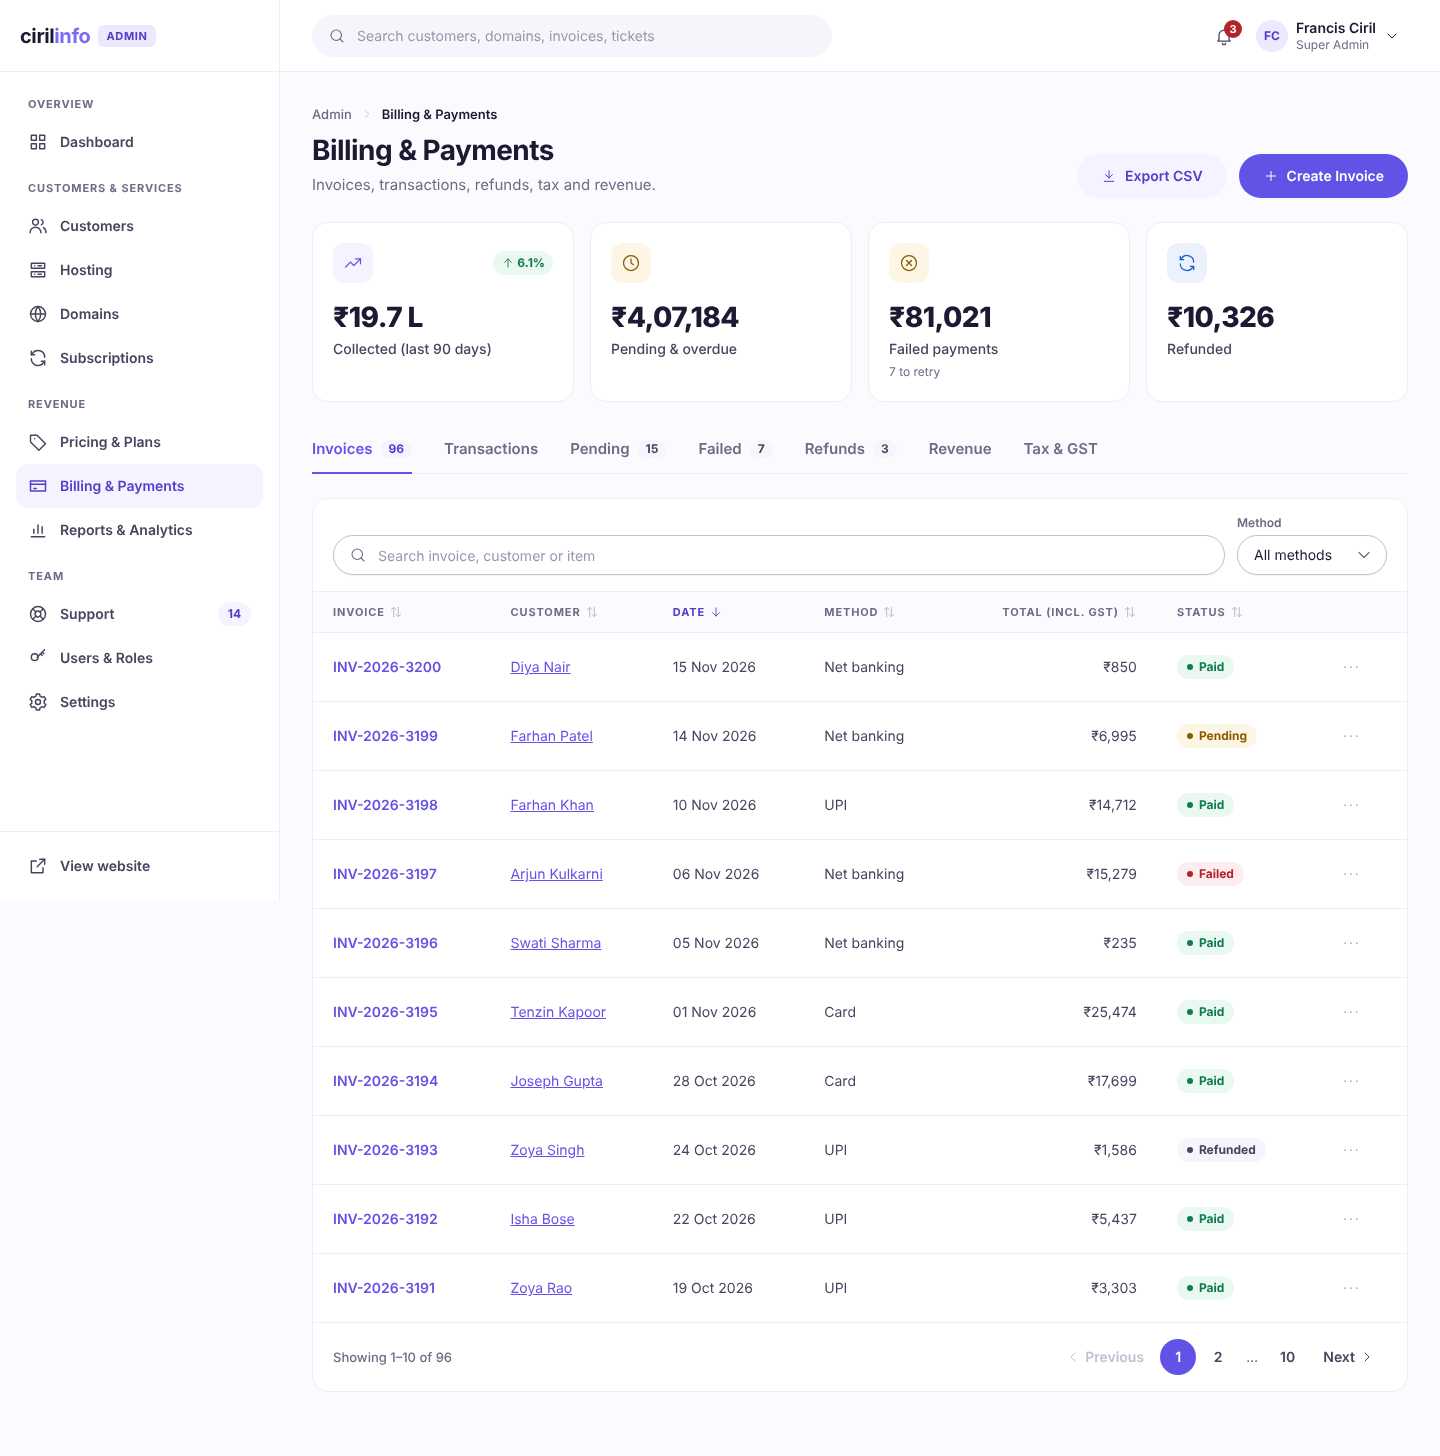 cirilinfo ADMIN
Search customers, domains, invoices, tickets
3
FC
Francis Ciril
Super Admin
OVERVIEW
Dashboard
CUSTOMERS & SERVICES
Customers
Hosting
Domains
Subscriptions
REVENUE
Pricing & Plans
Billing & Payments
Reports & Analytics
TEAM
Support 14
Users & Roles
Settings
View website
Admin Billing & Payments
Billing & Payments
Invoices, transactions, refunds, tax and revenue.
Export CSV
Create Invoice
↑ 6.1%
₹19.7 L
Collected (last 90 days)
₹4,07,184
Pending & overdue
₹81,021
Failed payments
7 to retry
₹10,326
Refunded
Invoices 96 Transactions Pending 15 Failed 7 Refunds 3 Revenue Tax & GST
Method
Search invoice, customer or item
All methods
INVOICE CUSTOMER DATE METHOD TOTAL (INCL. GST) STATUS
INV-2026-3200 Diya Nair 15 Nov 2026 Net banking ₹850 Paid ...
INV-2026-3199 Farhan Patel 14 Nov 2026 Net banking ₹6,995 Pending ...
INV-2026-3198 Farhan Khan 10 Nov 2026 UPI ₹14,712 Paid ...
INV-2026-3197 Arjun Kulkarni 06 Nov 2026 Net banking ₹15,279 Failed ...
INV-2026-3196 Swati Sharma 05 Nov 2026 Net banking ₹235 Paid ...
INV-2026-3195 Tenzin Kapoor 01 Nov 2026 Card ₹25,474 Paid ...
INV-2026-3194 Joseph Gupta 28 Oct 2026 Card ₹17,699 Paid ...
INV-2026-3193 Zoya Singh 24 Oct 2026 UPI ₹1,586 Refunded ...
INV-2026-3192 Isha Bose 22 Oct 2026 UPI ₹5,437 Paid ...
INV-2026-3191 Zoya Rao 19 Oct 2026 UPI ₹3,303 Paid ...
Showing 1–10 of 96
Previous 1 2 ... 10 Next